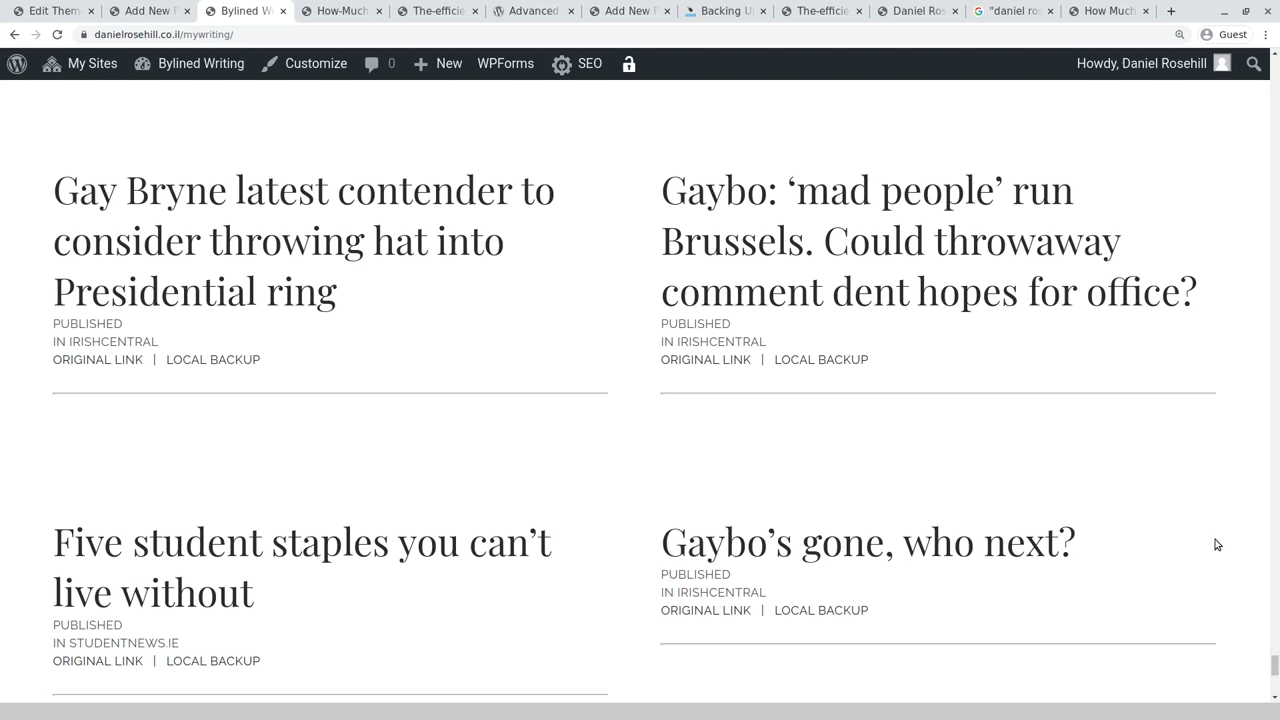 Edit Them
Add New F
Bylined W
How-Much
The-efficie
Advanced
Add New F
Backing U
The-efficie
Daniel Ros
"daniel ro
How Much
danielrosehill.co.il/mywriting/
Guest
My Sites
Bylined Writing
Customize
0
New
WPForms
SEO
Howdy, Daniel Rosehill
Gay Bryne latest contender to
consider throwing hat into
Presidential ring
PUBLISHED
IN IRISHCENTRAL
ORIGINAL LINK | LOCAL BACKUP
Gaybo: ‘mad people’ run
Brussels. Could throwaway
comment dent hopes for office?
PUBLISHED
IN IRISHCENTRAL
ORIGINAL LINK | LOCAL BACKUP
Five student staples you can’t
live without
PUBLISHED
IN STUDENTNEWS.IE
ORIGINAL LINK | LOCAL BACKUP
Gaybo’s gone, who next?
PUBLISHED
IN IRISHCENTRAL
ORIGINAL LINK | LOCAL BACKUP